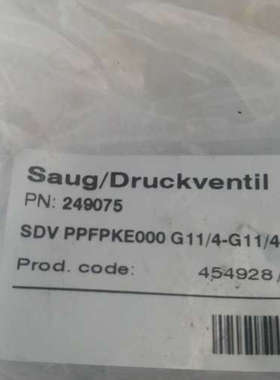 Saug/Druckventil
PN: 249075
SDV PPFPKE000 G11/4-G11/4
Prod. code: 454928/